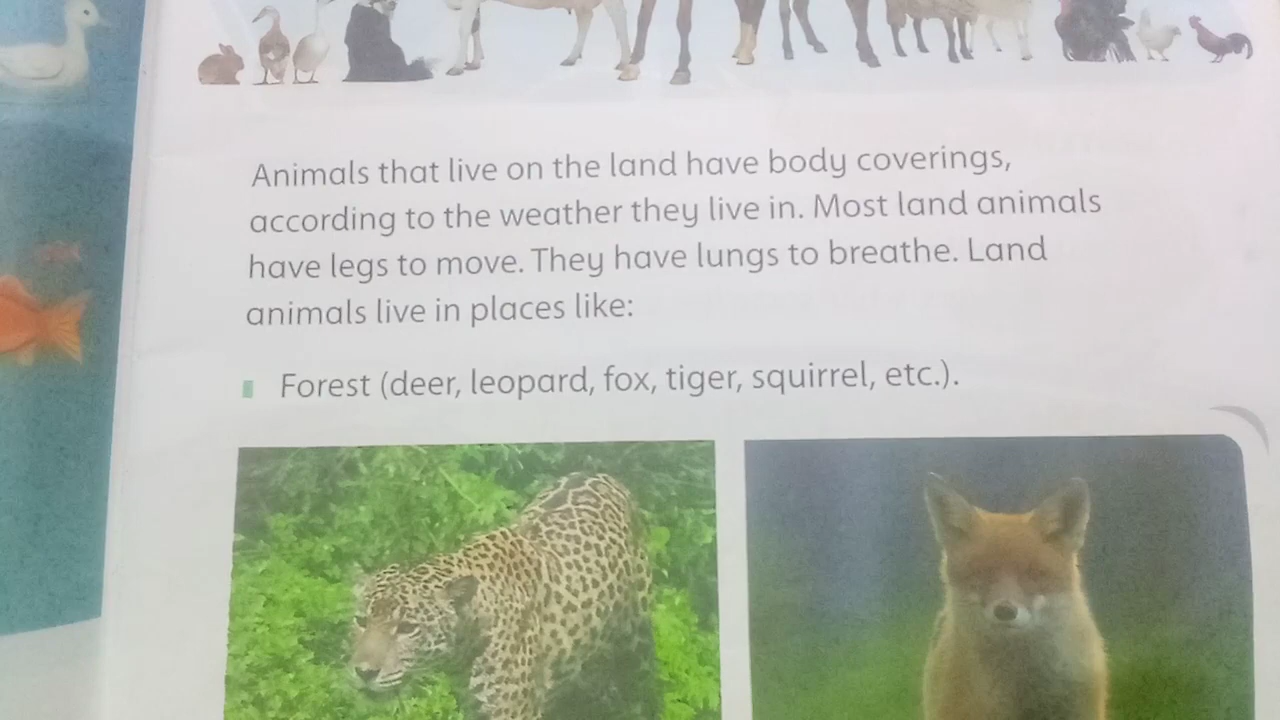 Animals that live on the land have body coverings,
according to the weather they live in. Most land animals
have legs to move. They have lungs to breathe. Land
animals live in places like:
Forest (deer, leopard, fox, tiger, squirrel, etc.).